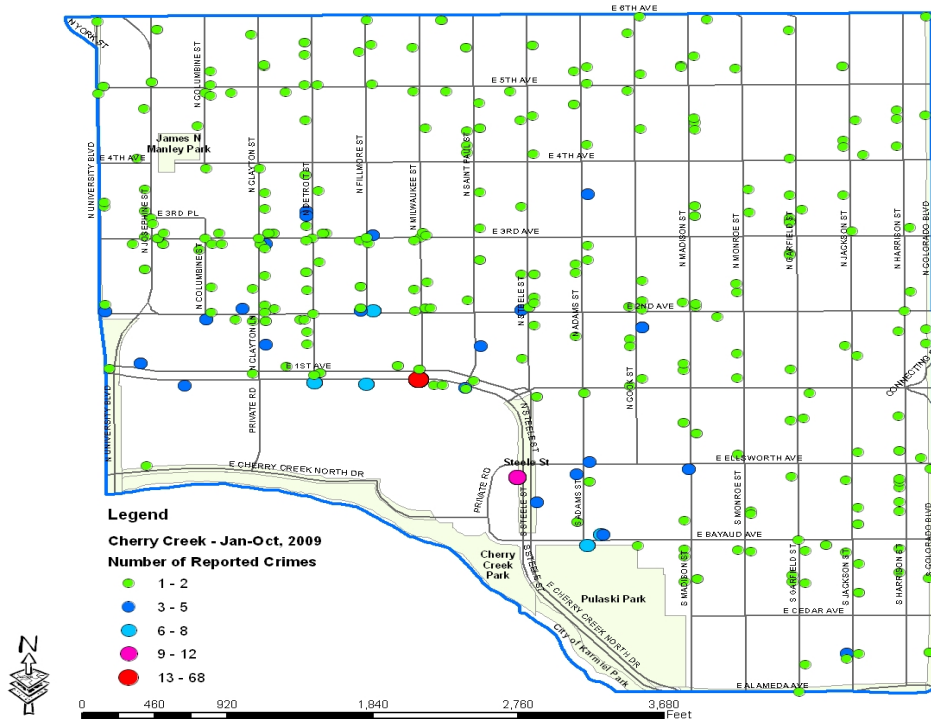 E 6TH AVE
N YORK ST
N COLUMBINE ST
E 5TH AVE
James N
Manley Park
E 4TH AVE
E 4TH AVE
N UNIVERSITY BLVD
N JOSEPHINE ST
N CLAYTON ST
N DETROIT ST
N FILLMORE ST
N MILWAUKEE ST
N SAINT PAUL ST
E 3RD PL
E 3RD AVE
N COLUMBINE ST
N CLAYTON LN
N STEELE ST
N ADAMS ST
N COOK ST
N MADISON ST
N MONROE ST
N GARFIELD ST
N JACKSON ST
N HARRISON ST
N COLORADO BLVD
E 2ND AVE
E 1ST AVE
CONNECTING
PRIVATE RD
N UNIVERSITY BLVD
N STEELE ST
E ELLSWORTH AVE
Steele St
E CHERRY CREEK NORTH DR
PRIVATE RD
S STEELE ST
S ADAMS ST
S MONROE ST
S COLORADO BLVD
E BAYAUD AVE
Cherry
Creek
Park
S STEELE ST
Pulaski Park
S MADISON ST
S GARFIELD ST
S JACKSON ST
S HARRISON ST
E CHERRY CREEK NORTH DR
E CEDAR AVE
City of Karmiel Park
E ALAMEDA AVE
Legend
Cherry Creek - Jan-Oct, 2009
Number of Reported Crimes
1 - 2
3 - 5
6 - 8
9 - 12
13 - 68
N
0 460 920 1,840 2,760 3,680
Feet